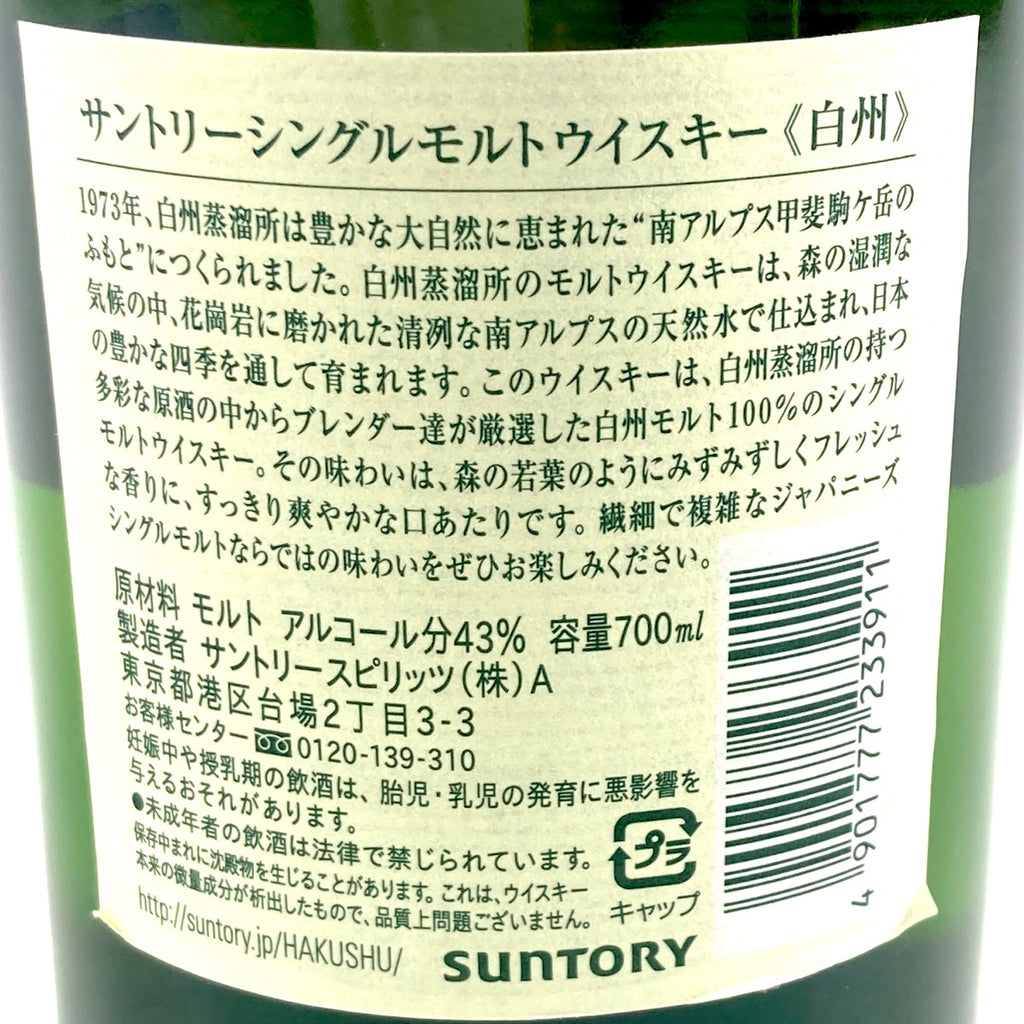 サントリーシングルモルトウイスキー《白州》
1973年、白州蒸溜所は豊かな大自然に恵まれた“南アルプス甲斐駒ケ岳の
ふもと”につくられました。白州蒸溜所のモルトウイスキーは、森の湿潤な
気候の中、花崗岩に磨かれた清冽な南アルプスの天然水で仕込まれ、日本
の豊かな四季を通して育まれます。このウイスキーは、白州蒸溜所の持つ
多彩な原酒の中からブレンダー達が厳選した白州モルト100%のシングル
モルトウイスキー。その味わいは、森の若葉のようにみずみずしくフレッシュ
な香りに、すっきり爽やかな口あたりです。繊細で複雑なジャパニーズ
シングルモルトならではの味わいをぜひお楽しみください。
原材料 モルト アルコール分43% 容量700ml
製造者 サントリースピリッツ(株)A
東京都港区台場2丁目3-3
お客様センター 0120-139-310
妊娠中や授乳期の飲酒は、胎児・乳児の発育に悪影響を
与えるおそれがあります。
●未成年者の飲酒は法律で禁じられています。
保存中まれに沈殿物を生じることがあります。これは、ウイスキー
本来の微量成分が析出したもので、品質上問題ございません。
http://suntory.jp/HAKUSHU/
SUNTORY
プラ
キャップ
4 901777 233911